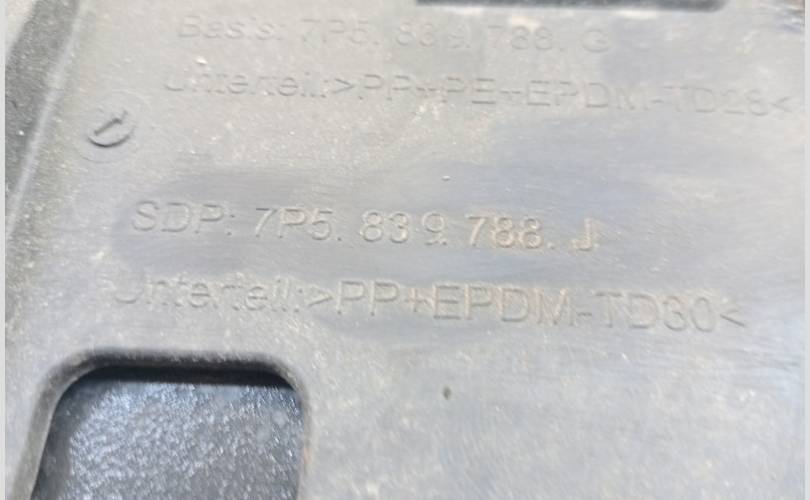 Basis: 7P5. 839. 788. G
Unterteil:>PP+PE+EPDM-TD28<
SDP: 7P5. 839. 788. J
Unterteil:>PP+EPDM-TD30<